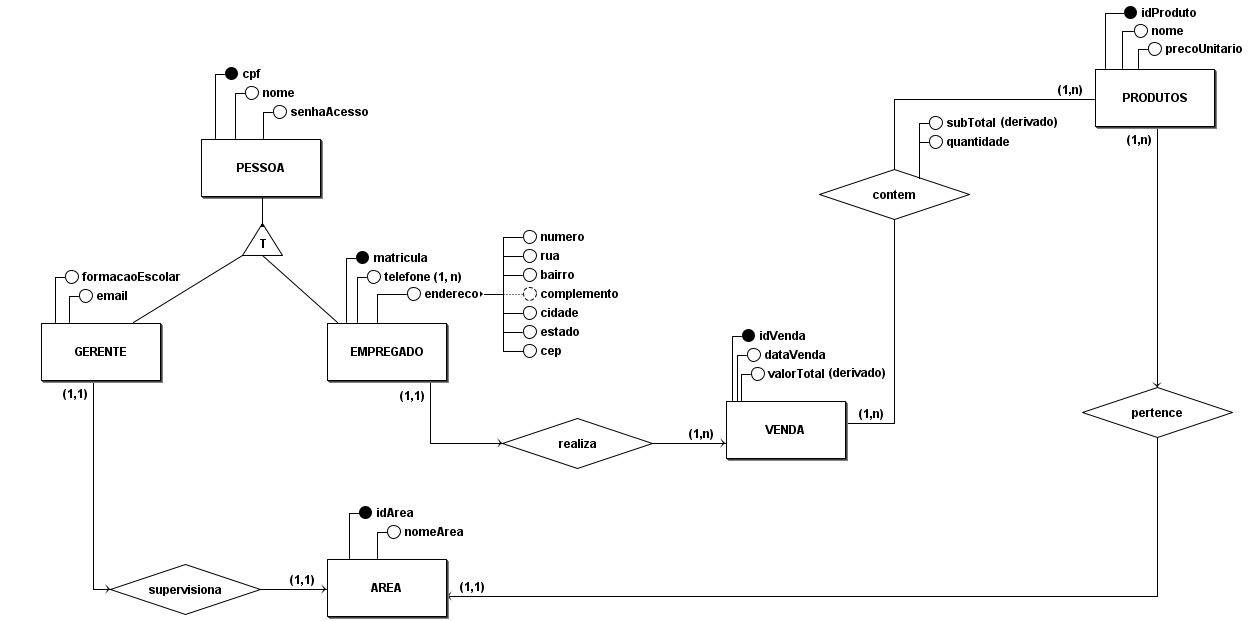 idProduto
nome
precoUnitario
PRODUTOS
(1,n)
(1,n)
cpf
nome
senhaAcesso
PESSOA
T
subTotal (derivado)
quantidade
contem
formacaoEscolar
email
GERENTE
(1,1)
matricula
telefone (1, n)
endereco
numero
rua
bairro
complemento
cidade
estado
cep
EMPREGADO
(1,1)
realiza
(1,n)
idVenda
dataVenda
valorTotal (derivado)
VENDA
(1,n)
pertence
idArea
nomeArea
supervisiona
(1,1)
AREA
(1,1)